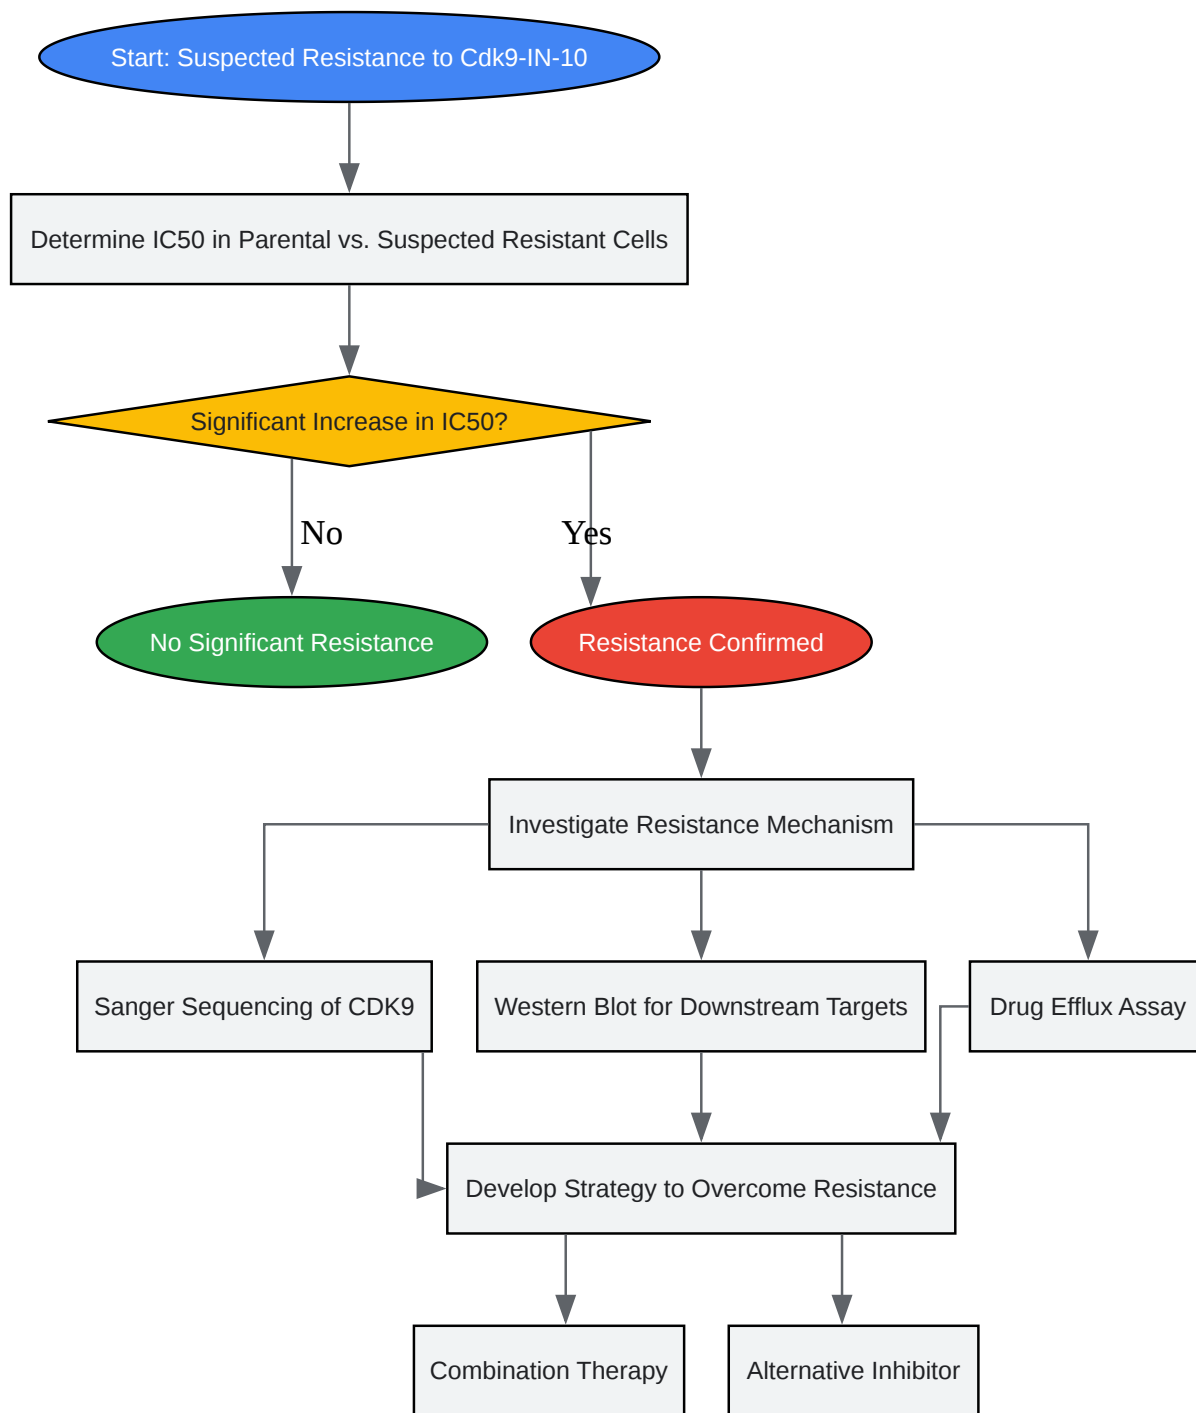 Start: Suspected Resistance to Cdk9-IN-10
Determine IC50 in Parental vs. Suspected Resistant Cells
Significant Increase in IC50?
No
Yes
No Significant Resistance
Resistance Confirmed
Investigate Resistance Mechanism
Sanger Sequencing of CDK9
Western Blot for Downstream Targets
Drug Efflux Assay
Develop Strategy to Overcome Resistance
Combination Therapy
Alternative Inhibitor